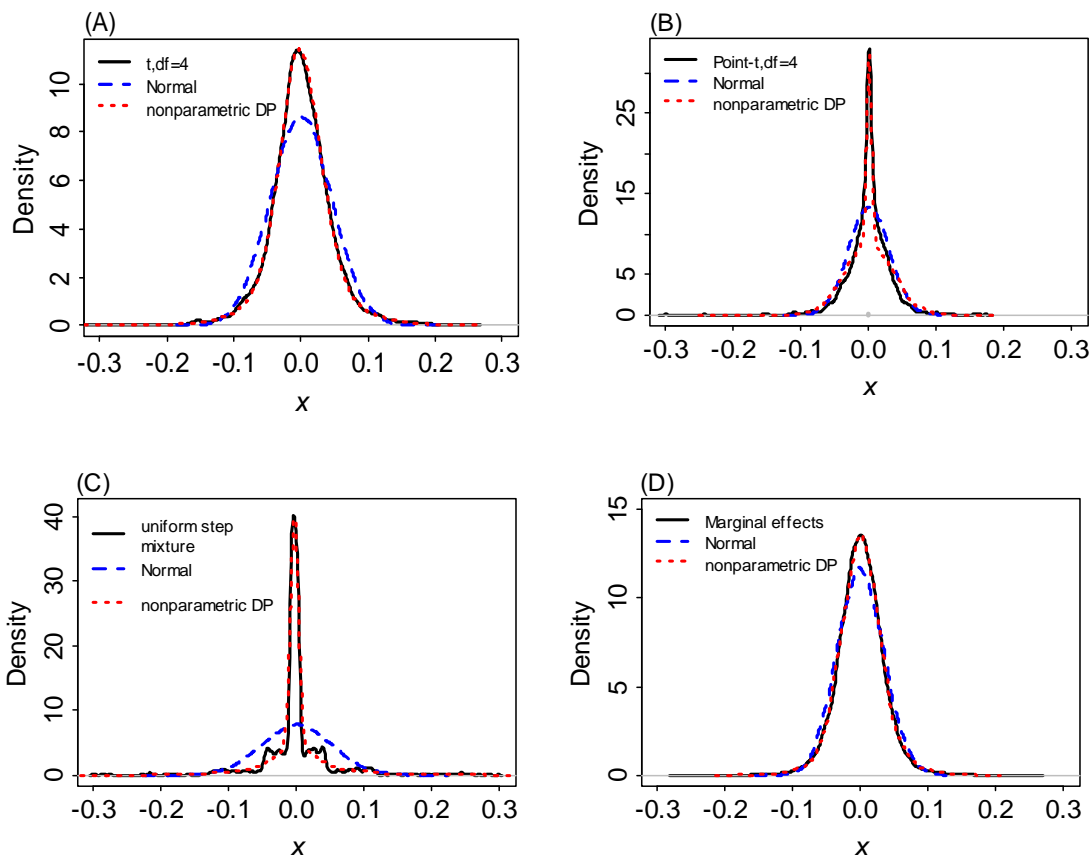 (A)
t,df=4
Normal
nonparametric DP
Density
0 2 4 6 8 10
-0.3 -0.2 -0.1 0.0 0.1 0.2 0.3
x
(B)
Point-t,df=4
Normal
nonparametric DP
Density
0 5 15 25
-0.3 -0.2 -0.1 0.0 0.1 0.2 0.3
x
(C)
uniform step
mixture
Normal
nonparametric DP
Density
0 10 20 30 40
-0.3 -0.2 -0.1 0.0 0.1 0.2 0.3
x
(D)
Marginal effects
Normal
nonparametric DP
Density
0 5 10 15
-0.3 -0.2 -0.1 0.0 0.1 0.2 0.3
x